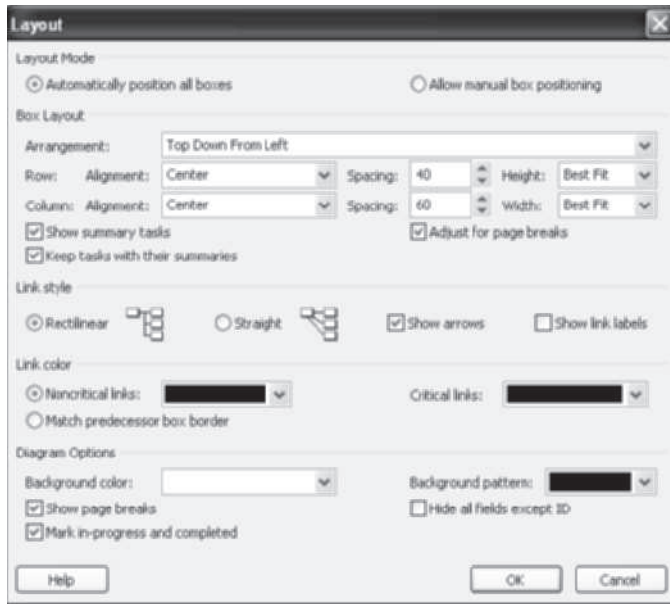 Layout
Layout Mode
Automatically position all boxes Allow manual box positioning
Box Layout
Arrangement: Top Down From Left
Row: Alignment: Center Spacing: 40 Height: Best Fit
Column: Alignment: Center Spacing: 60 Width: Best Fit
Show summary tasks Adjust for page breaks
Keep tasks with their summaries
Link style
Rectilinear Straight Show arrows Show link labels
Link color
Noncritical links: Critical links:
Match predecessor box border
Diagram Options
Background color: Background pattern:
Show page breaks Hide all fields except ID
Mark in-progress and completed
Help OK Cancel